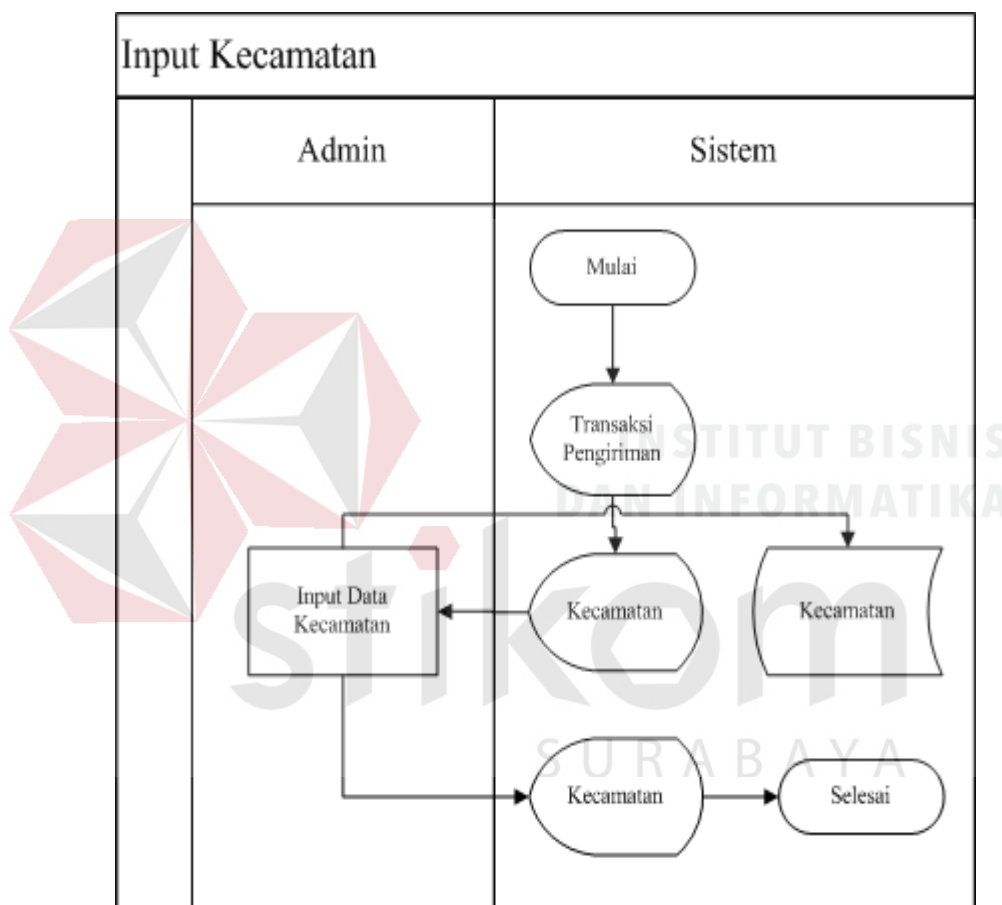 Input Kecamatan
Admin
Sistem
Mulai
Transaksi
Pengiriman
INSTITUT BISNIS
DAN INFORMATIKA
Input Data
Kecamatan
Kecamatan
Kecamatan
stikom
SURABAYA
Kecamatan
Selesai